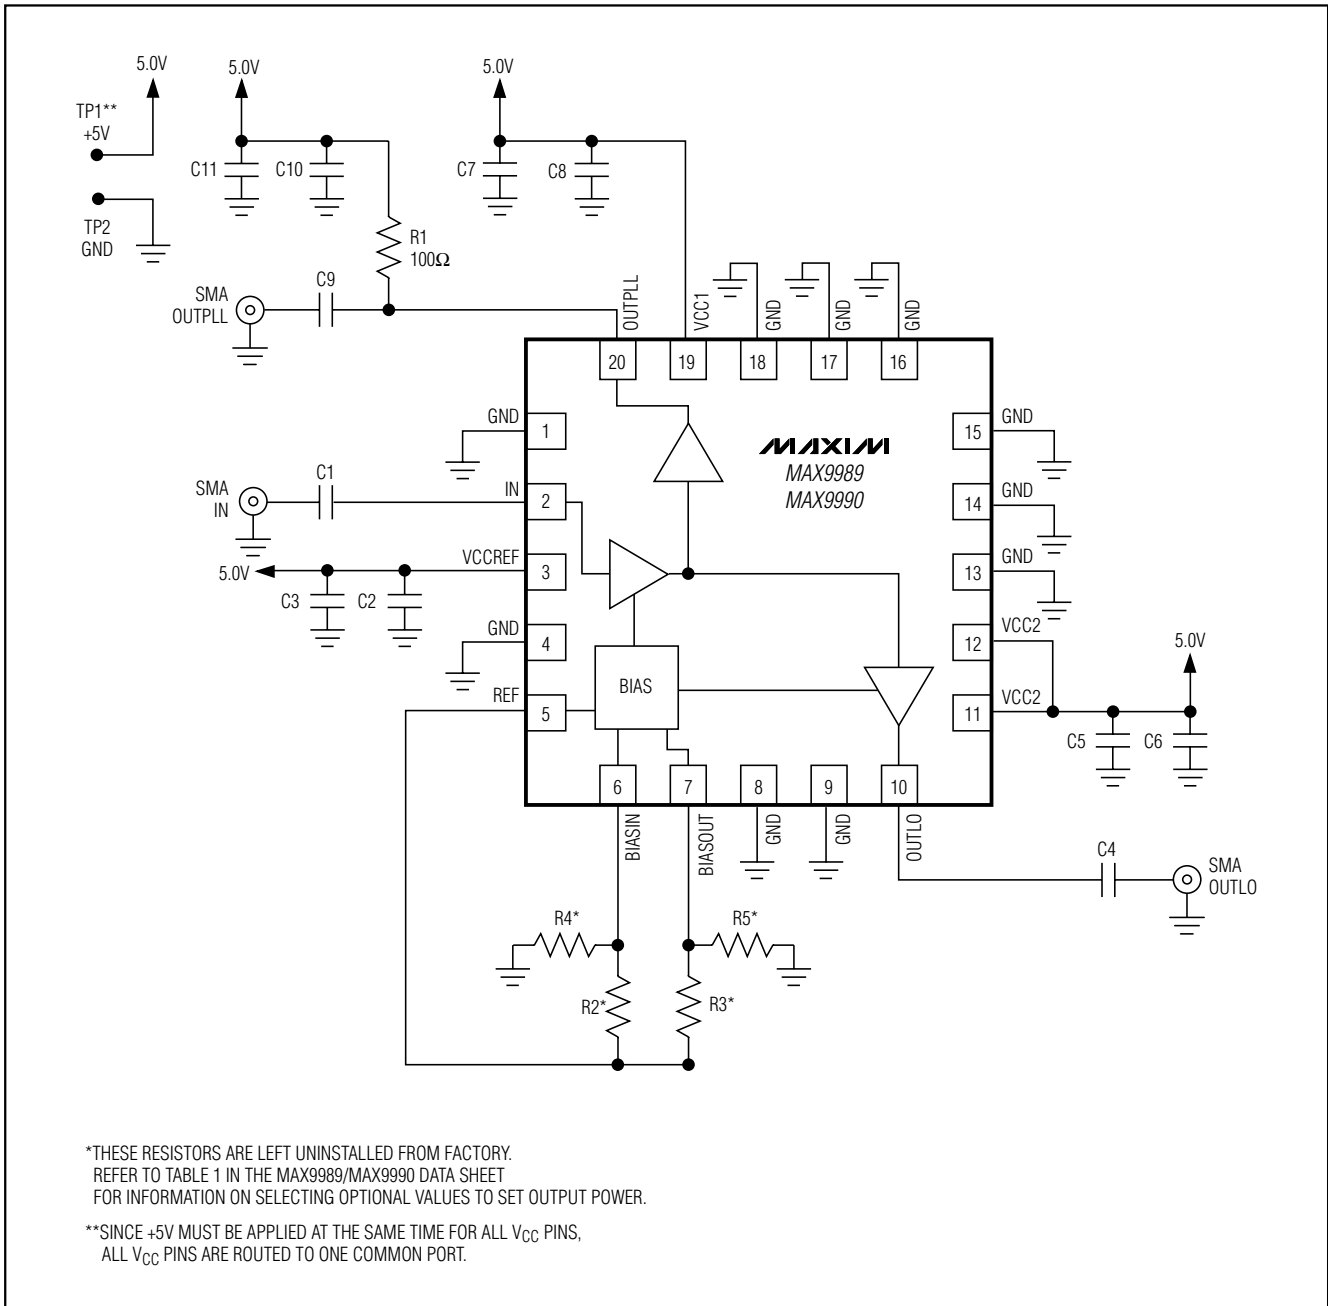 5.0V
5.0V
5.0V
TP1**
+5V
C11
C10
C7
C8
TP2
GND
R1
100Ω
SMA
OUTPLL
C9
OUTPLL
VCC1
GND
GND
GND
20
19
18
17
16
GND
1
MAXIM
MAX9989
MAX9990
15
GND
SMA
IN
C1
IN
2
14
GND
5.0V
VCCREF
3
13
GND
C3
C2
GND
4
12
VCC2
5.0V
BIAS
REF
5
11
VCC2
C5
C6
6
7
8
9
10
BIASIN
BIASOUT
GND
GND
OUTLO
C4
SMA
OUTLO
R4*
R5*
R2*
R3*
*THESE RESISTORS ARE LEFT UNINSTALLED FROM FACTORY.
REFER TO TABLE 1 IN THE MAX9989/MAX9990 DATA SHEET
FOR INFORMATION ON SELECTING OPTIONAL VALUES TO SET OUTPUT POWER.
**SINCE +5V MUST BE APPLIED AT THE SAME TIME FOR ALL VCC PINS,
ALL VCC PINS ARE ROUTED TO ONE COMMON PORT.